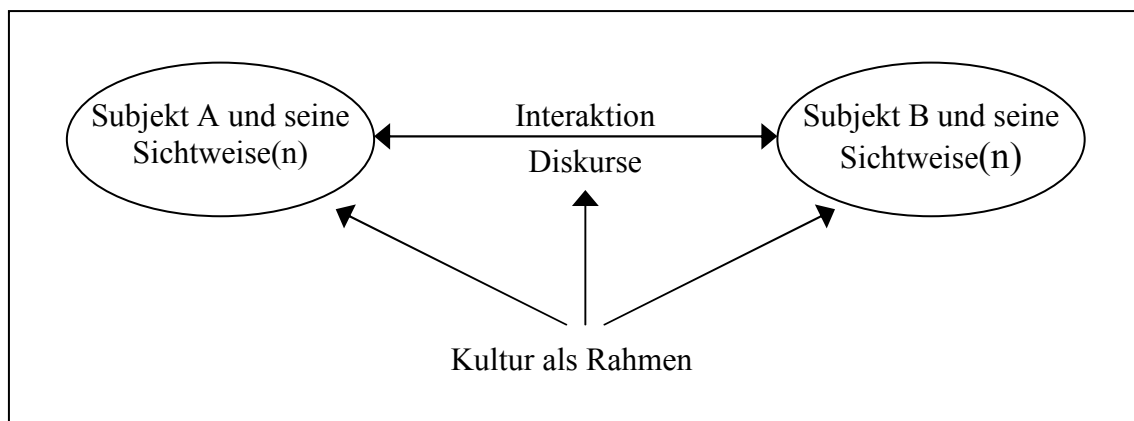 Subjekt A und seine
Sichtweise(n)
Interaktion
Diskurse
Subjekt B und seine
Sichtweise(n)
Kultur als Rahmen